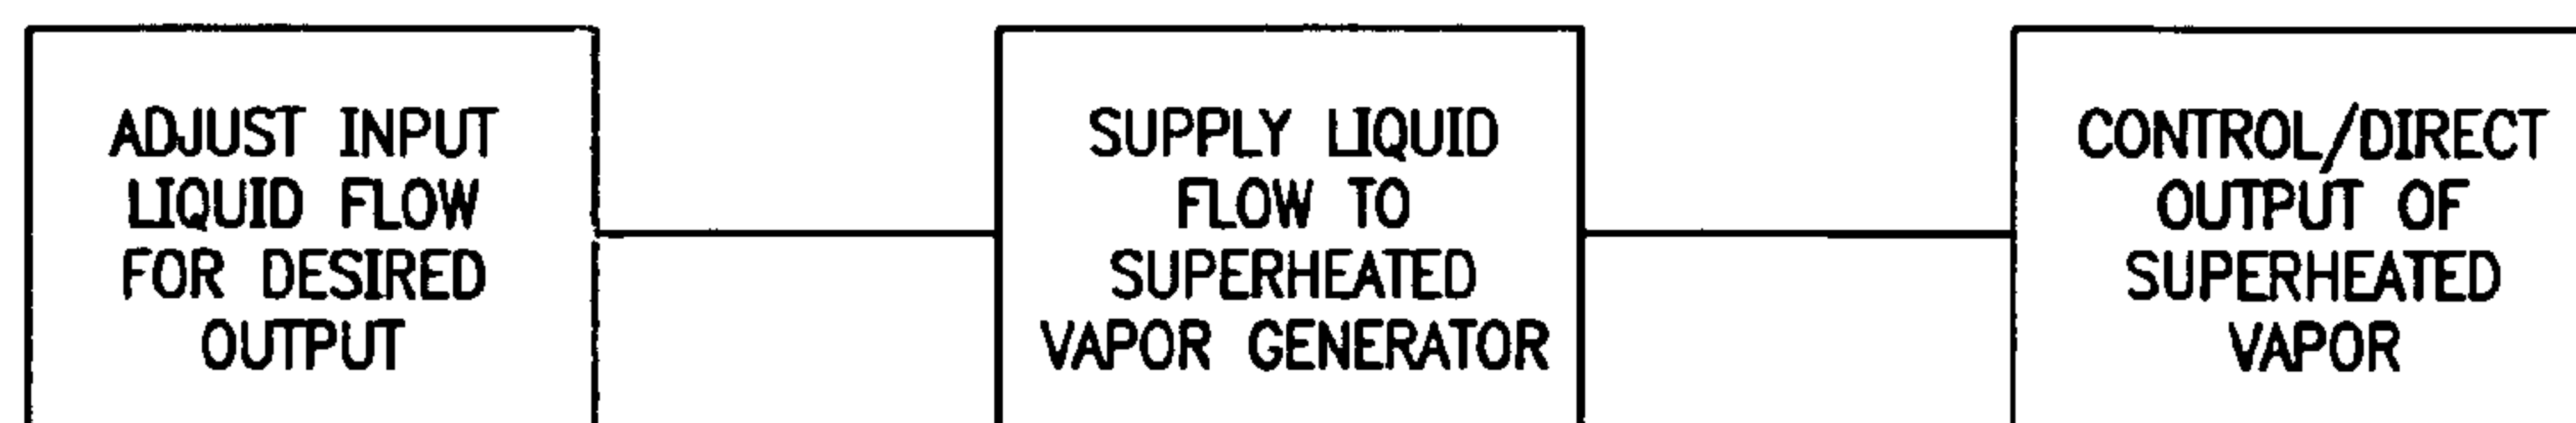 ADJUST INPUT
LIQUID FLOW
FOR DESIRED
OUTPUT
SUPPLY LIQUID
FLOW TO
SUPERHEATED
VAPOR GENERATOR
CONTROL/DIRECT
OUTPUT OF
SUPERHEATED
VAPOR